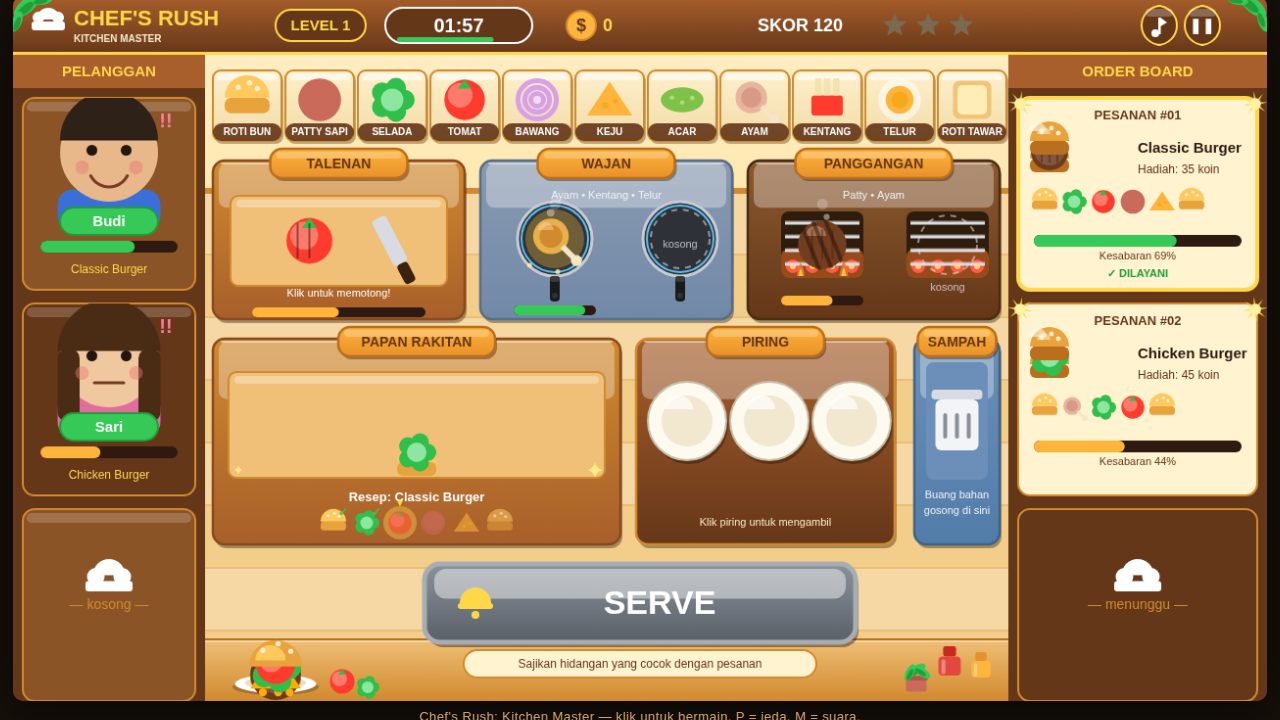 CHEF'S RUSH
KITCHEN MASTER
LEVEL 1
01:57
$ 0
SKOR 120
PELANGGAN
ORDER BOARD
!!
Budi
Classic Burger
!!
Sari
Chicken Burger
— kosong —
ROTI BUN
PATTY SAPI
SELADA
TOMAT
BAWANG
KEJU
ACAR
AYAM
KENTANG
TELUR
ROTI TAWAR
TALENAN
Klik untuk memotong!
WAJAN
Ayam • Kentang • Telur
kosong
PANGGANGAN
Patty • Ayam
kosong
PAPAN RAKITAN
Resep: Classic Burger
PIRING
Klik piring untuk mengambil
SAMPAH
Buang bahan
gosong di sini
SERVE
Sajikan hidangan yang cocok dengan pesanan
PESANAN #01
Classic Burger
Hadiah: 35 koin
Kesabaran 69%
✓ DILAYANI
PESANAN #02
Chicken Burger
Hadiah: 45 koin
Kesabaran 44%
— menunggu —
Chef's Rush: Kitchen Master — klik untuk bermain, P = jeda, M = suara.